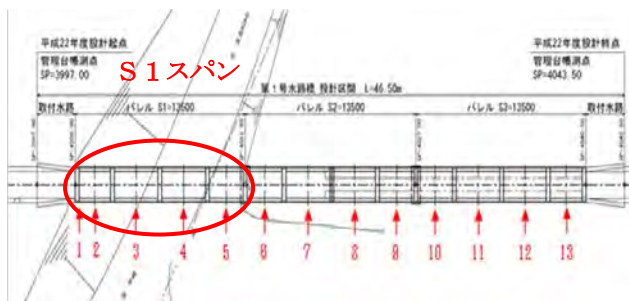 平成22年度設計起点
管理台帳測点
SP=3997.00
S1スパン
平成22年度設計終点
管理台帳測点
SP=4043.50
第1号水路橋 設計区間 L=46.50m
取付水路
バレル S1=13500
バレル S2=13500
バレル S3=13500
取付水路
1 2 3 4 5 6 7 8 9 10 11 12 13